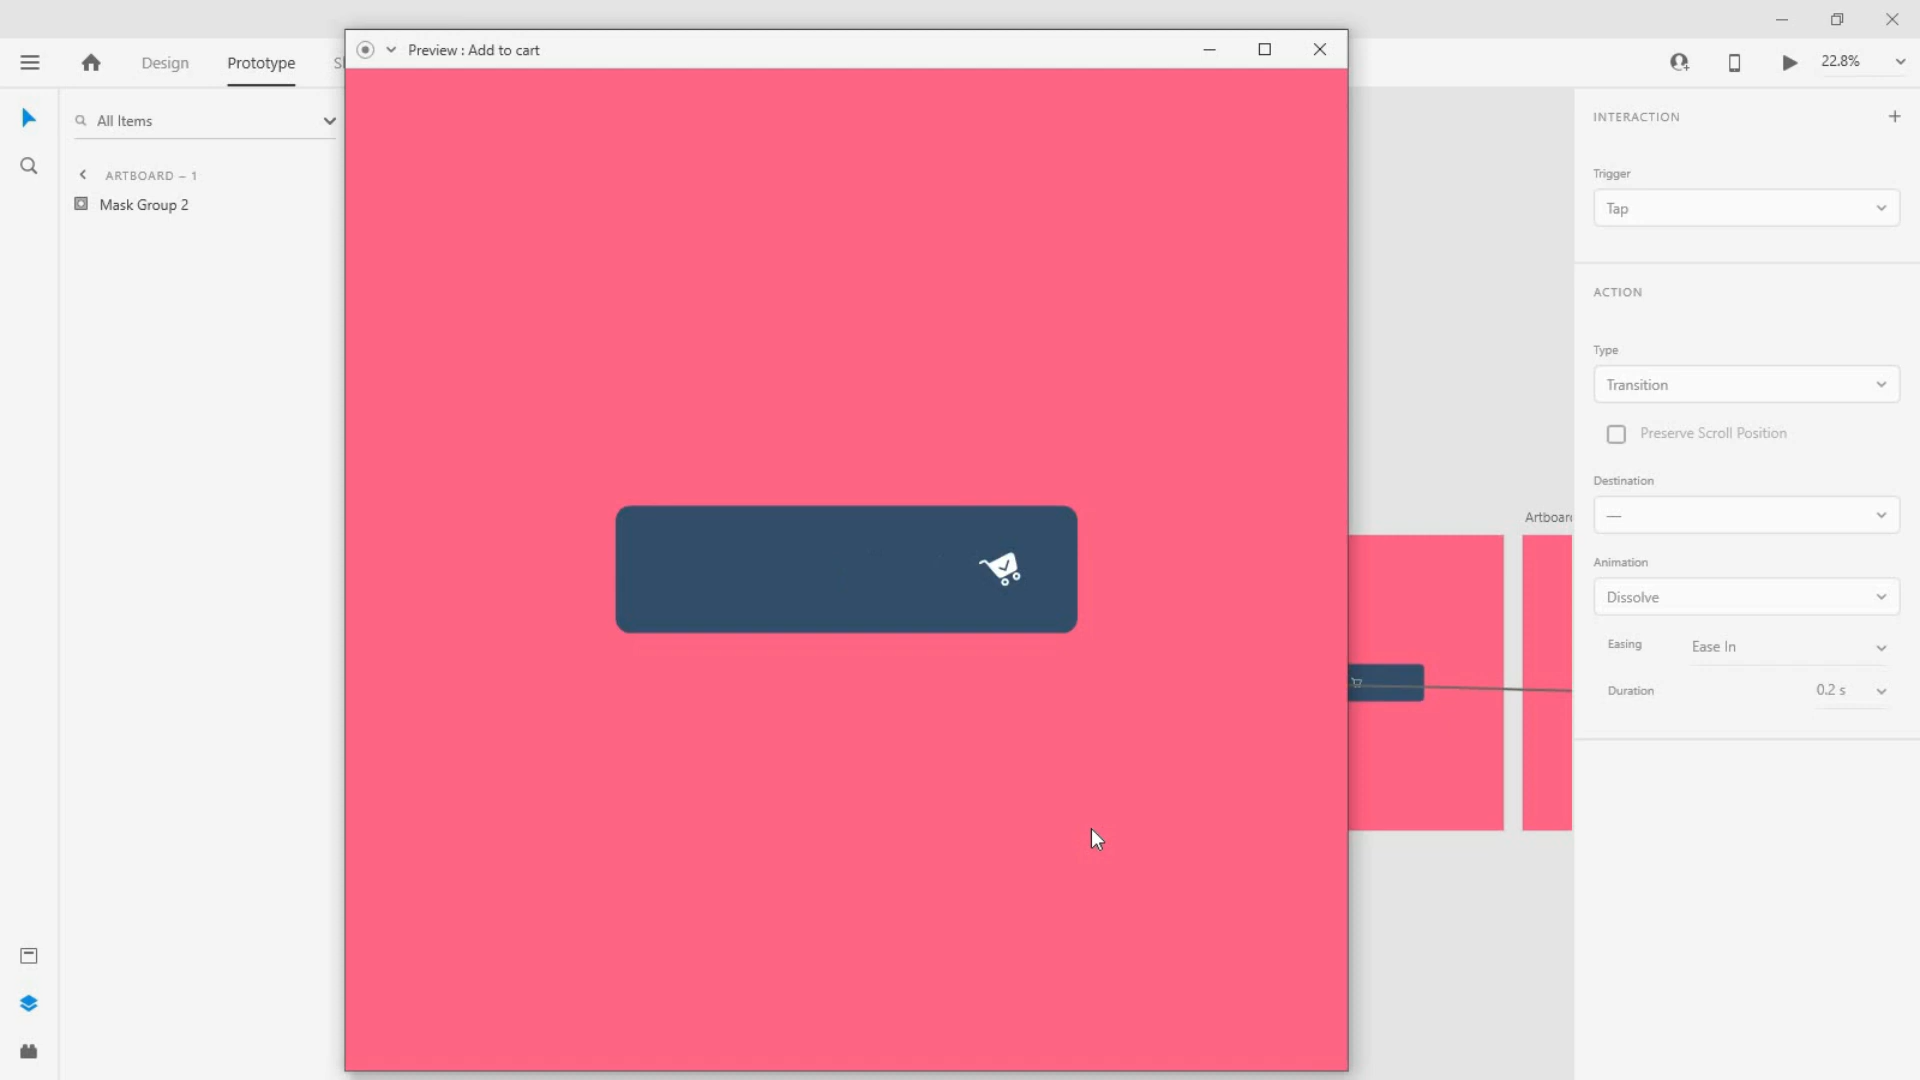 Preview : Add to cart
Design
Prototype
22.8%
All Items
ARTBOARD – 1
Mask Group 2
INTERACTION
Trigger
Tap
ACTION
Type
Transition
Preserve Scroll Position
Destination
—
Artboar
Animation
Dissolve
Easing
Ease In
Duration
0.2 s